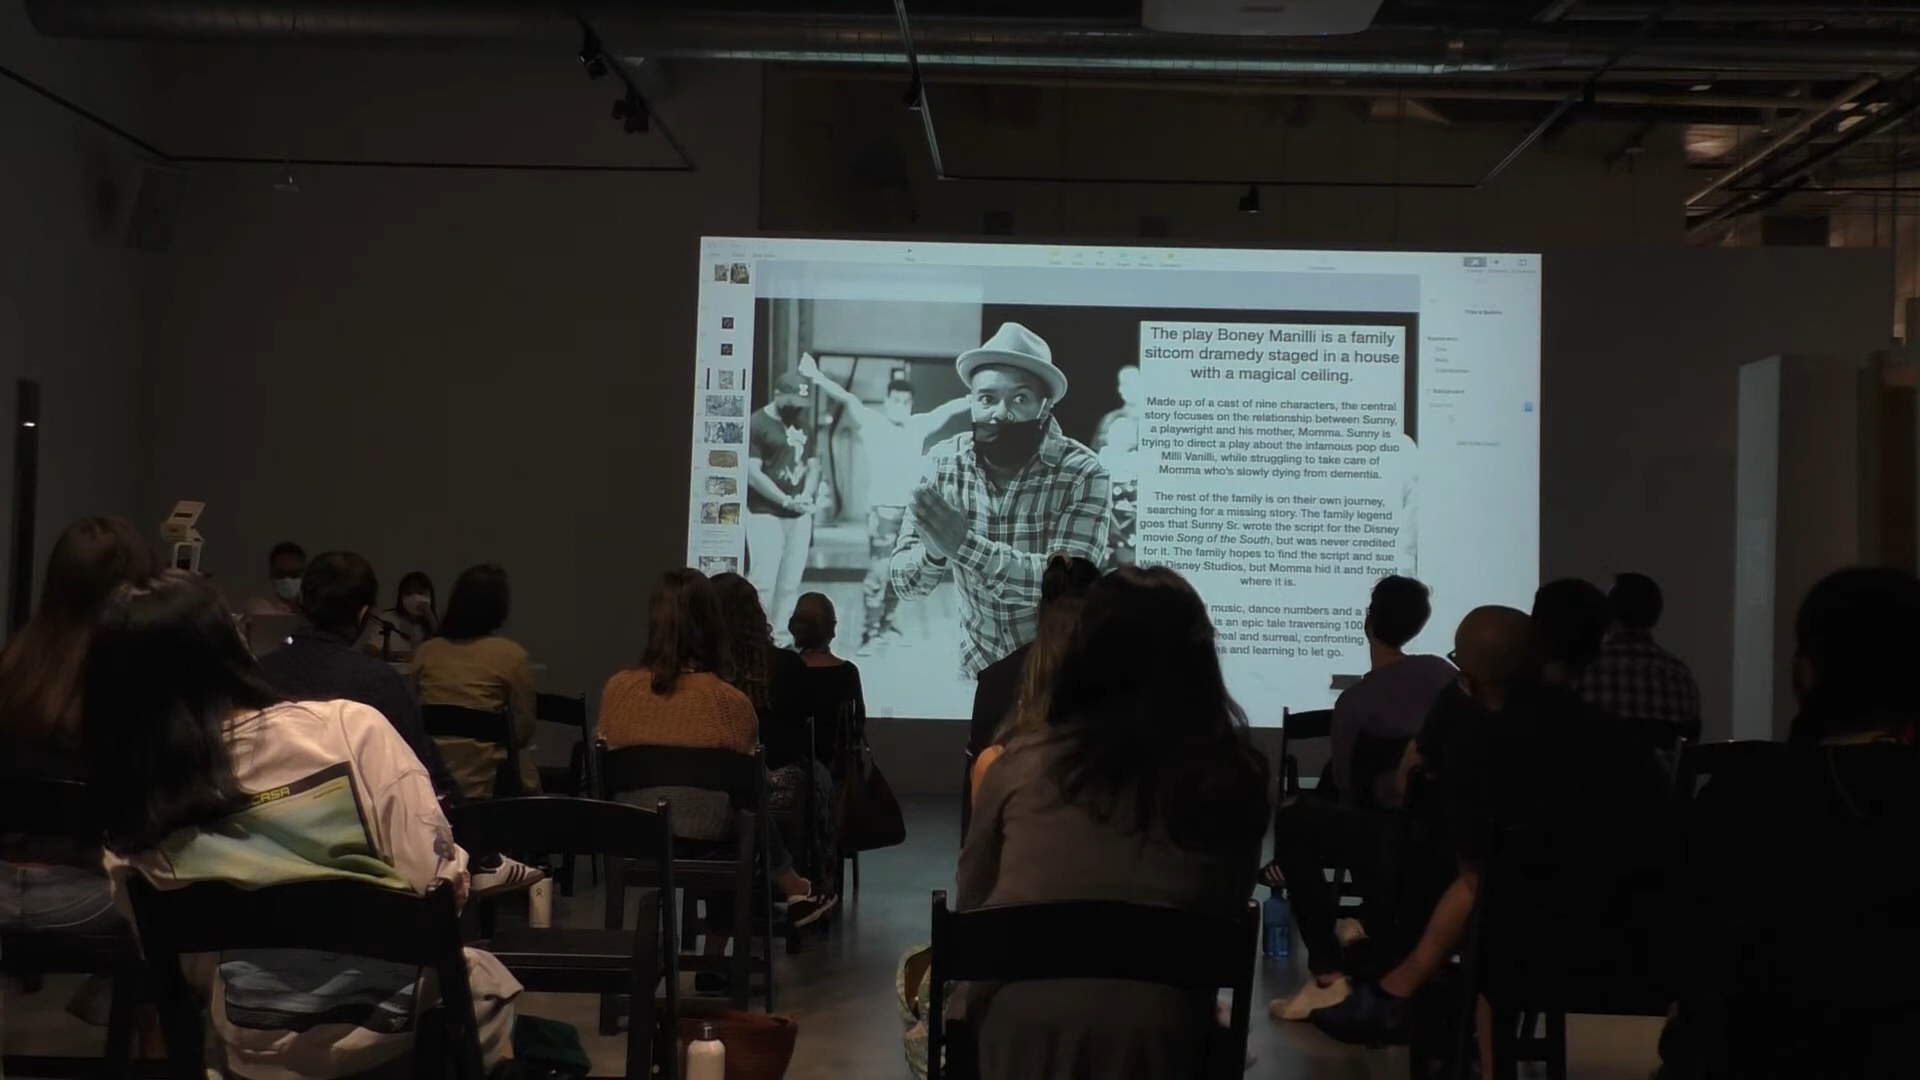 The play Boney Manilli is a family
sitcom dramedy staged in a house
with a magical ceiling.
Made up of a cast of nine characters, the central
story focuses on the relationship between Sunny,
a playwright and his mother, Momma. Sunny is
trying to direct a play about the infamous pop duo
Milli Vanilli, while struggling to take care of
Momma who's slowly dying from dementia.
The rest of the family is on their own journey,
searching for a missing story. The family legend
goes that Sunny Sr. wrote the script for the Disney
movie Song of the South, but was never credited
for it. The family hopes to find the script and sue
Walt Disney Studios, but Momma hid it and forgot
where it is.
music, dance numbers and a
is an epic tale traversing 100
real and surreal, confronting
and learning to let go.
CASA